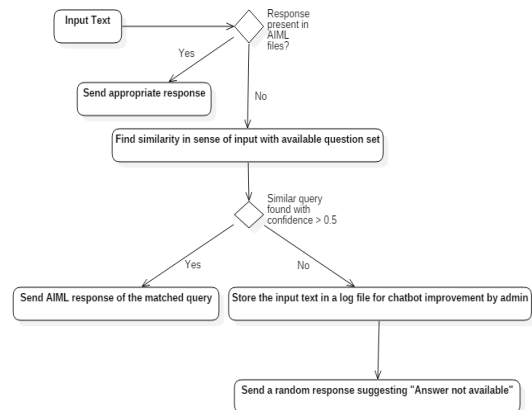 Input Text
Response
present in
AIML
files?
Yes
Send appropriate response
No
Find similarity in sense of input with available question set
Similar query
found with
confidence > 0.5
Yes
No
Send AIML response of the matched query
Store the input text in a log file for chatbot improvement by admin
Send a random response suggesting "Answer not available"